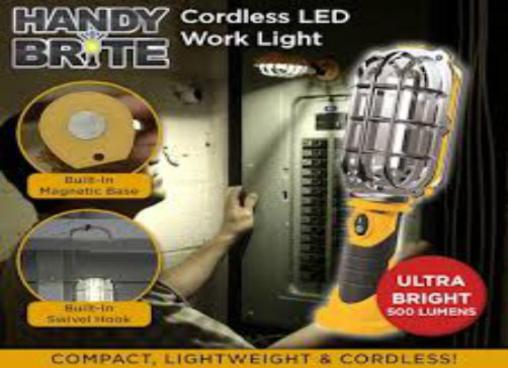 HANDY
BRITE
Cordless LED
Work Light
Built-In
Magnetic Base
Built-In
Swivel Hook
ULTRA
BRIGHT
500 LUMENS
COMPACT, LIGHTWEIGHT & CORDLESS!